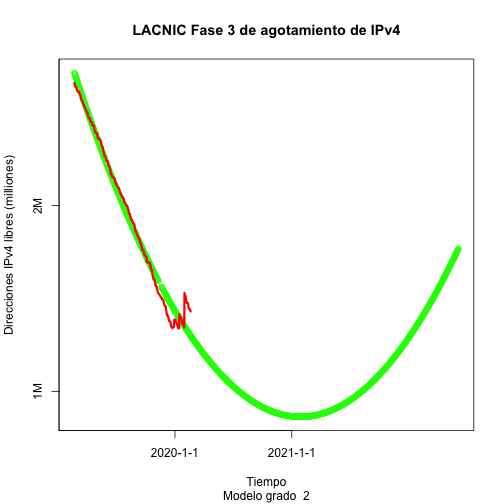 LACNIC Fase 3 de agotamiento de IPv4
Direcciones IPv4 libres (milliones)
2M
1M
2020-1-1
2021-1-1
Tiempo
Modelo grado 2